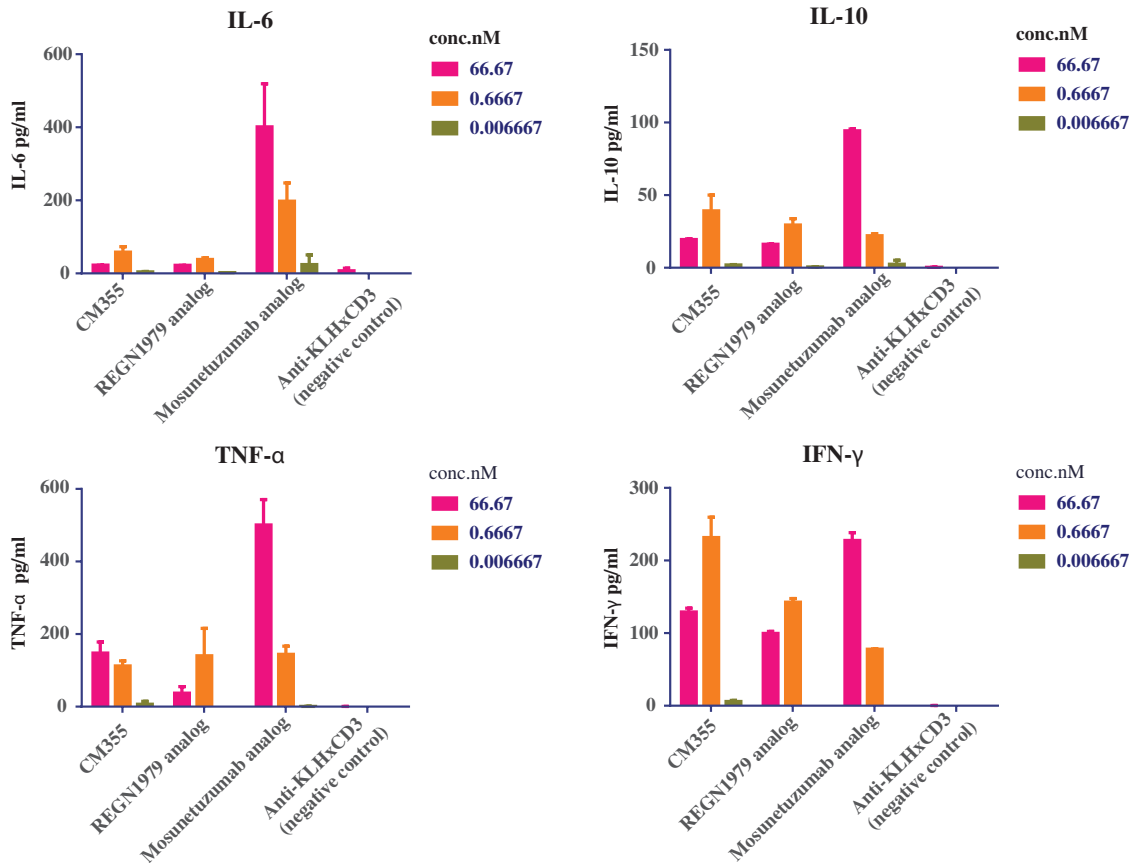 IL-6
conc.nM
66.67
0.6667
0.006667
IL-6 pg/ml
600
400
200
0
CM355
REGN1979 analog
Mosunetuzumab analog
Anti-KLHxCD3
(negative control)
IL-10
conc.nM
66.67
0.6667
0.006667
IL-10 pg/ml
150
100
50
0
CM355
REGN1979 analog
Mosunetuzumab analog
Anti-KLHxCD3
(negative control)
TNF-α
conc.nM
66.67
0.6667
0.006667
TNF-α pg/ml
600
400
200
0
CM355
REGN1979 analog
Mosunetuzumab analog
Anti-KLHxCD3
(negative control)
IFN-γ
conc.nM
66.67
0.6667
0.006667
IFN-γ pg/ml
300
200
100
0
CM355
REGN1979 analog
Mosunetuzumab analog
Anti-KLHxCD3
(negative control)